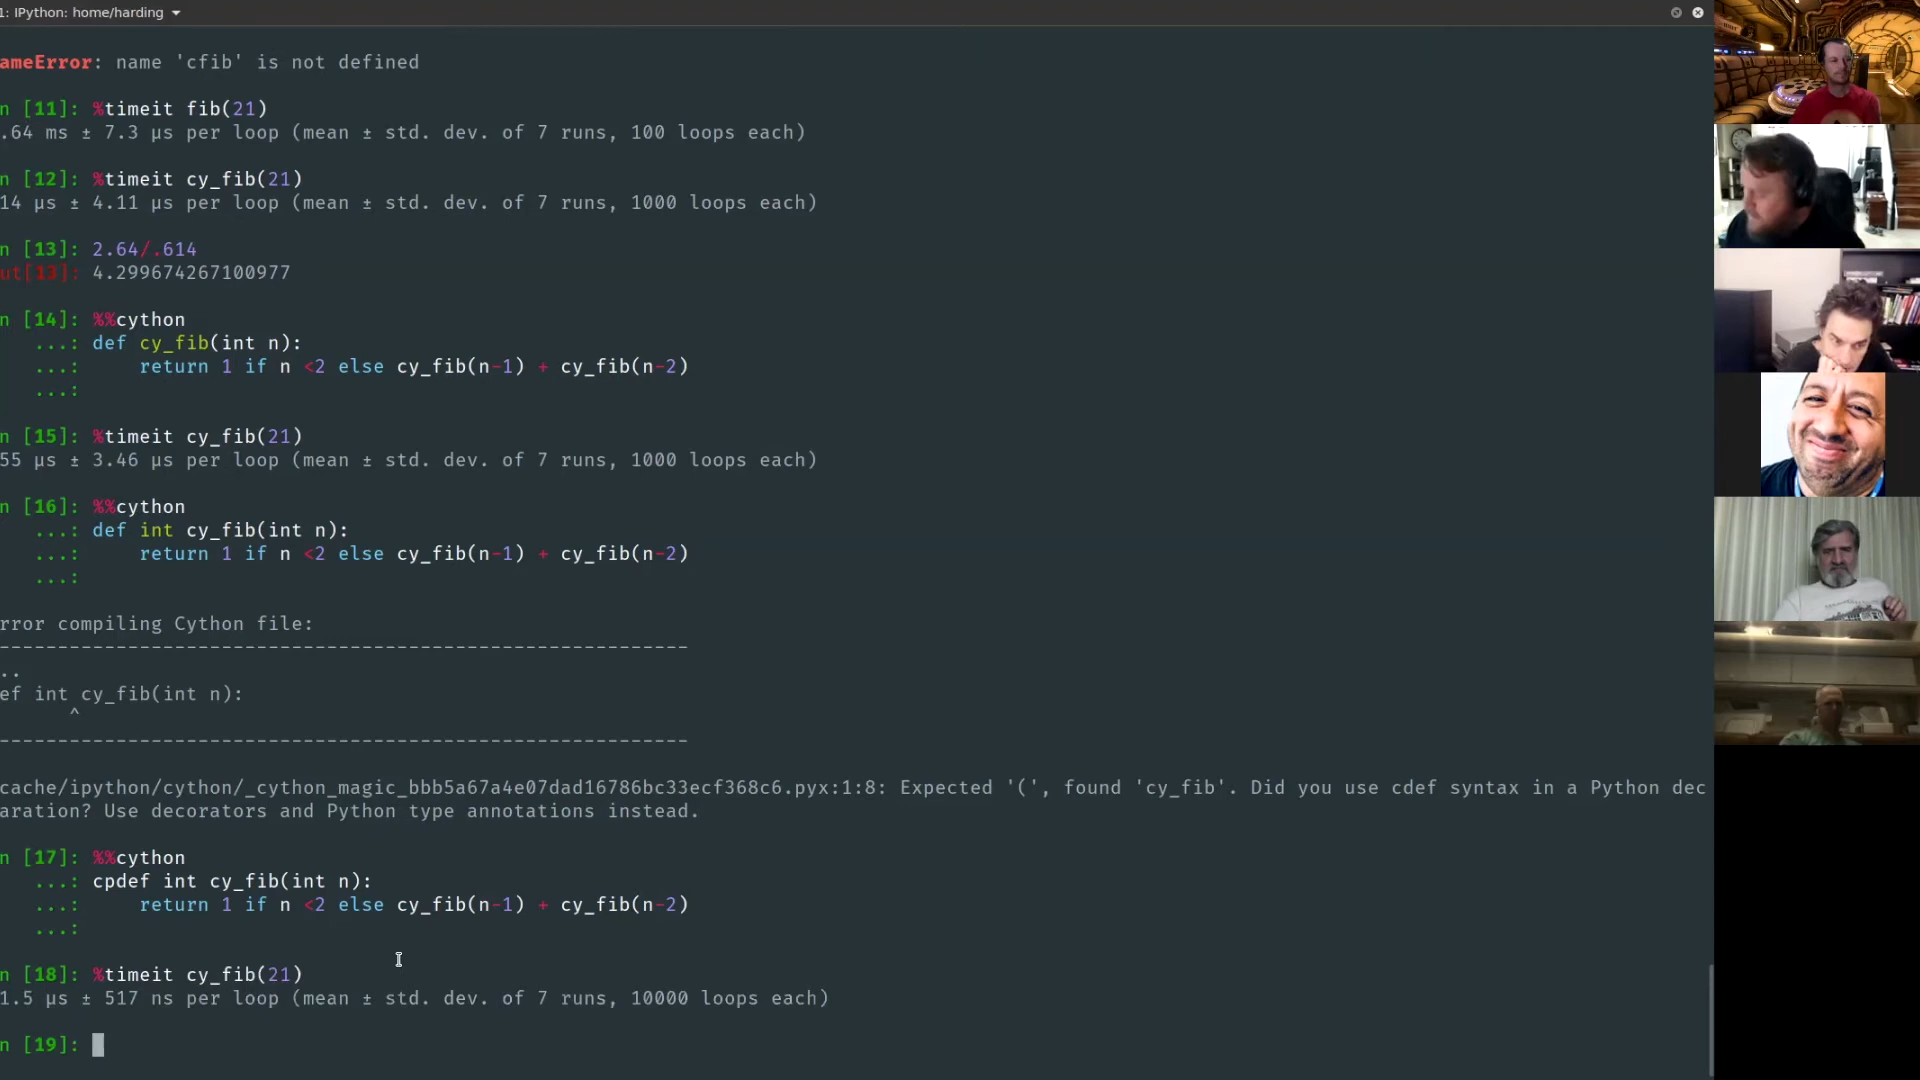 1: IPython: home/harding
ameError: name 'cfib' is not defined
n [11]: %timeit fib(21)
.64 ms ± 7.3 µs per loop (mean ± std. dev. of 7 runs, 100 loops each)
n [12]: %timeit cy_fib(21)
14 µs ± 4.11 µs per loop (mean ± std. dev. of 7 runs, 1000 loops each)
n [13]: 2.64/.614
ut[13]: 4.299674267100977
n [14]: %%cython
...: def cy_fib(int n):
...:     return 1 if n <2 else cy_fib(n-1) + cy_fib(n-2)
...:
n [15]: %timeit cy_fib(21)
55 µs ± 3.46 µs per loop (mean ± std. dev. of 7 runs, 1000 loops each)
n [16]: %%cython
...: def int cy_fib(int n):
...:     return 1 if n <2 else cy_fib(n-1) + cy_fib(n-2)
...:
rror compiling Cython file:
------------------------------------------------------------
..
ef int cy_fib(int n):
^
------------------------------------------------------------
cache/ipython/cython/_cython_magic_bbb5a67a4e07dad16786bc33ecf368c6.pyx:1:8: Expected '(', found 'cy_fib'. Did you use cdef syntax in a Python dec
aration? Use decorators and Python type annotations instead.
n [17]: %%cython
...: cpdef int cy_fib(int n):
...:     return 1 if n <2 else cy_fib(n-1) + cy_fib(n-2)
...:
n [18]: %timeit cy_fib(21)
1.5 µs ± 517 ns per loop (mean ± std. dev. of 7 runs, 10000 loops each)
n [19]: